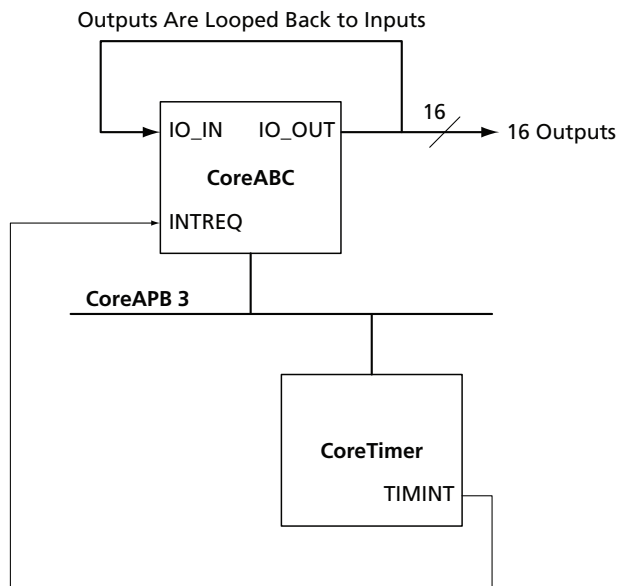 Outputs Are Looped Back to Inputs
16
IO_IN IO_OUT
16 Outputs
CoreABC
INTREQ
CoreAPB 3
CoreTimer
TIMINT